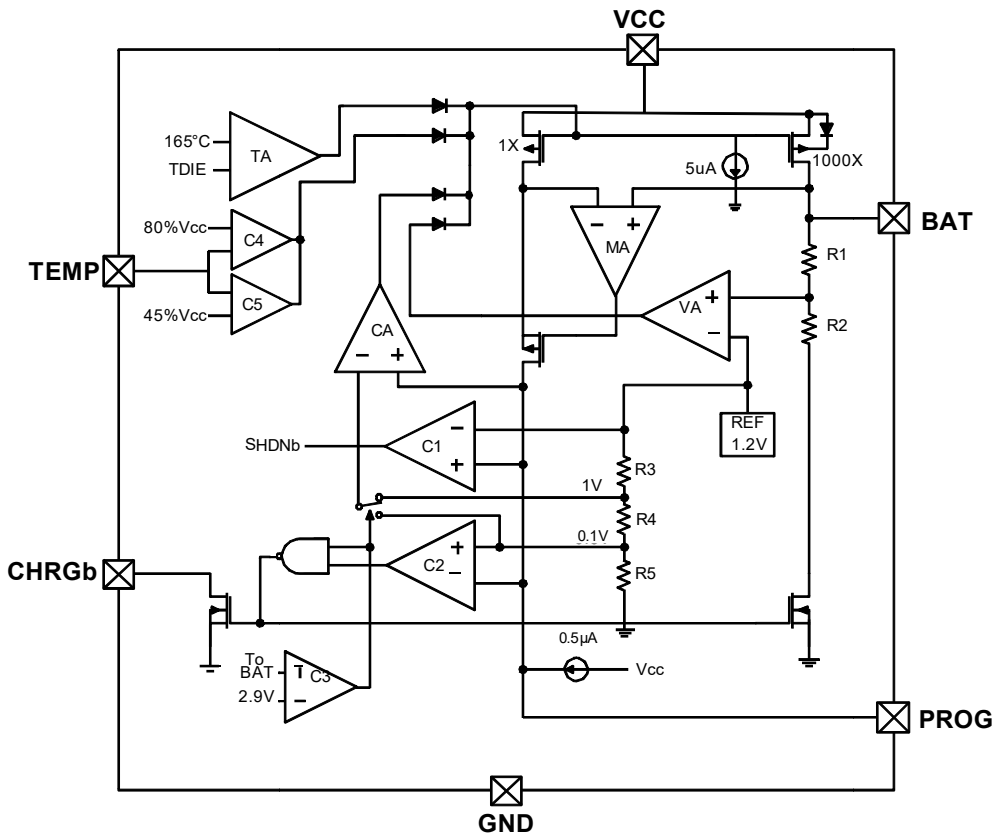 VCC
165°C
TDIE
TA
1X
5uA
1000X
80%Vcc
C4
BAT
MA
R1
TEMP
C5
VA
R2
45%Vcc
CA
REF
1.2V
SHDNb
C1
R3
1V
R4
0.1V
C2
R5
CHRGb
0.5µA
To
BAT
C3
Vcc
2.9V
PROG
GND